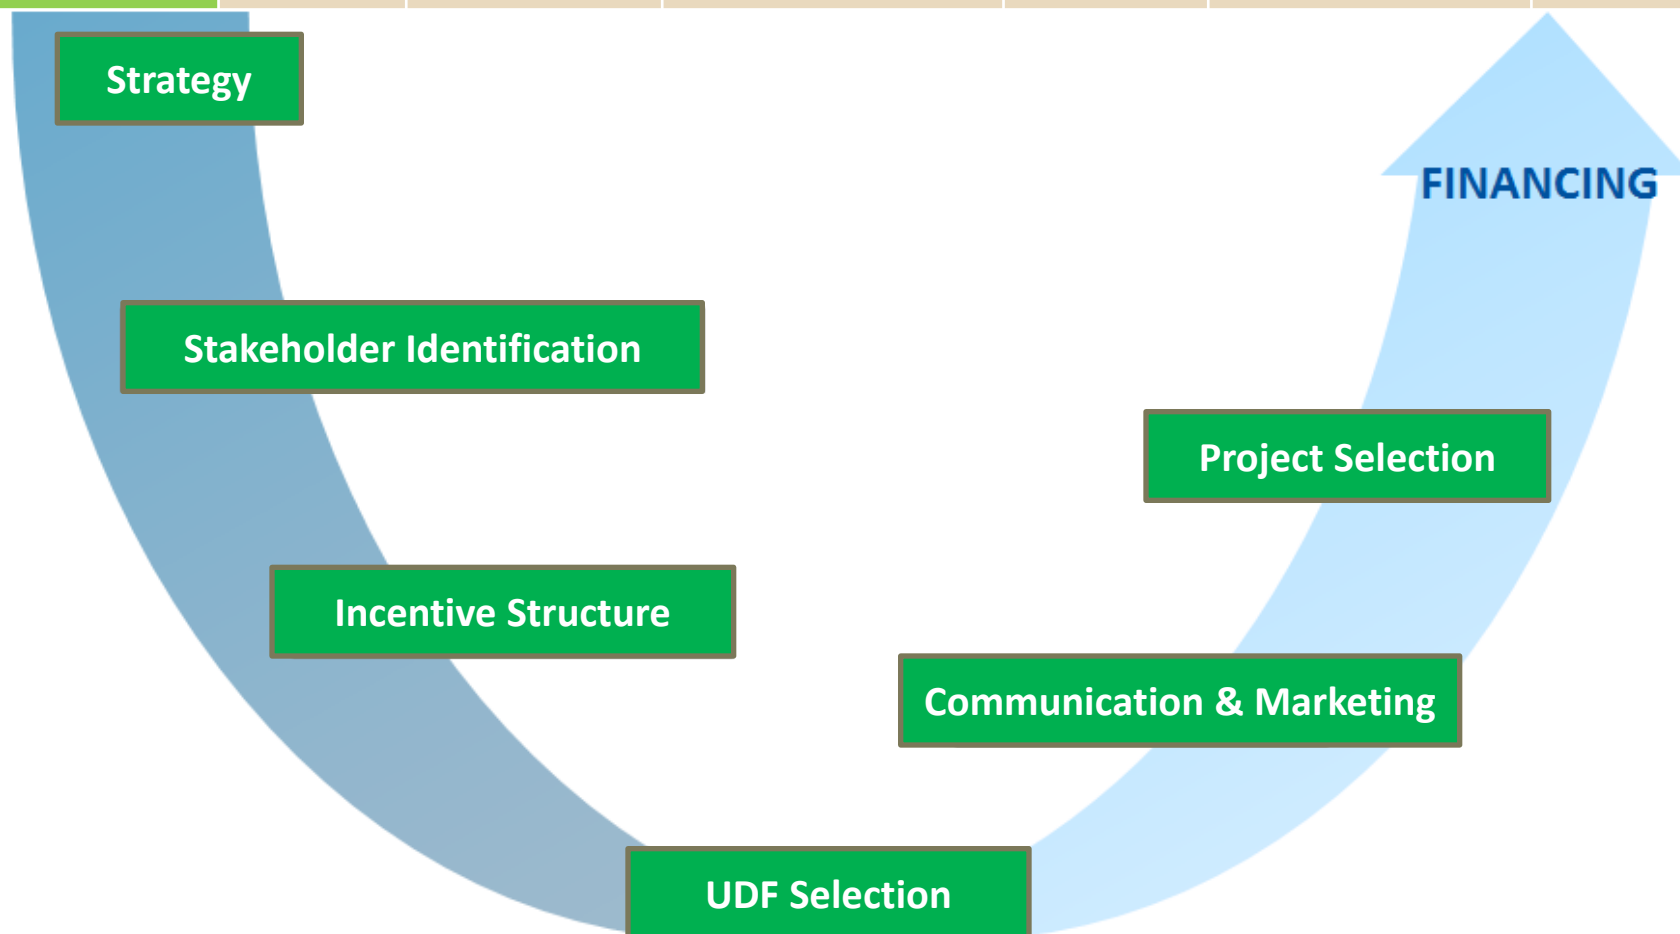 Strategy
Stakeholder Identification
Incentive Structure
UDF Selection
Communication & Marketing
Project Selection
FINANCING